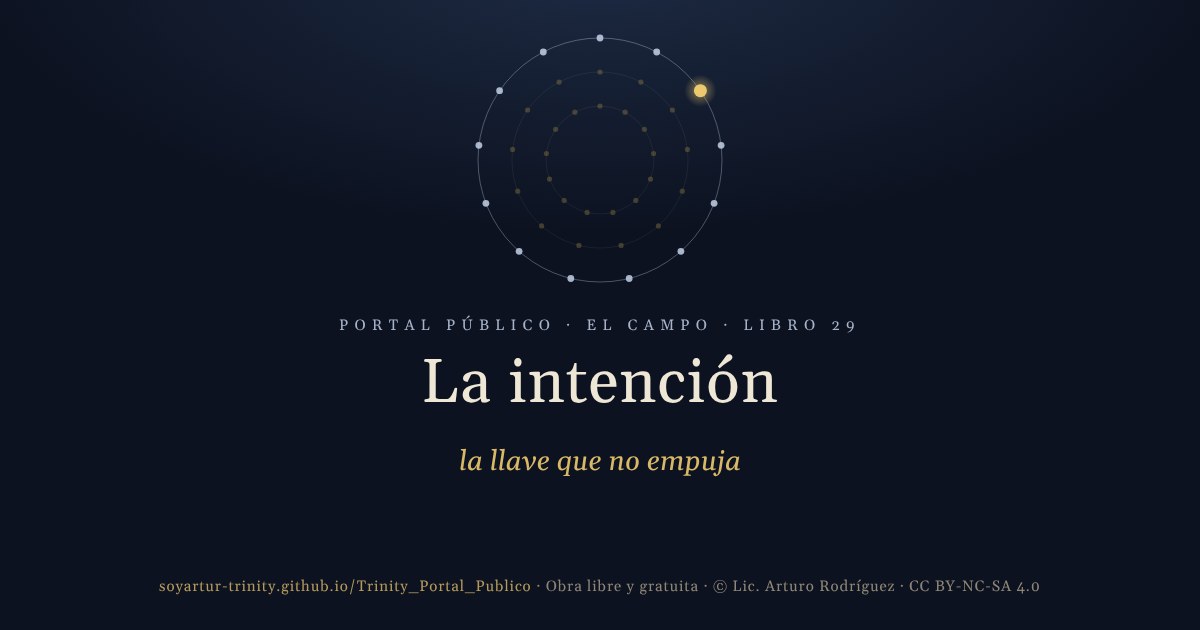 PORTAL PÚBLICO · EL CAMPO · LIBRO 29
La intención
la llave que no empuja
soyartur-trinity.github.io/Trinity_Portal_Publico · Obra libre y gratuita · © Lic. Arturo Rodríguez · CC BY-NC-SA 4.0